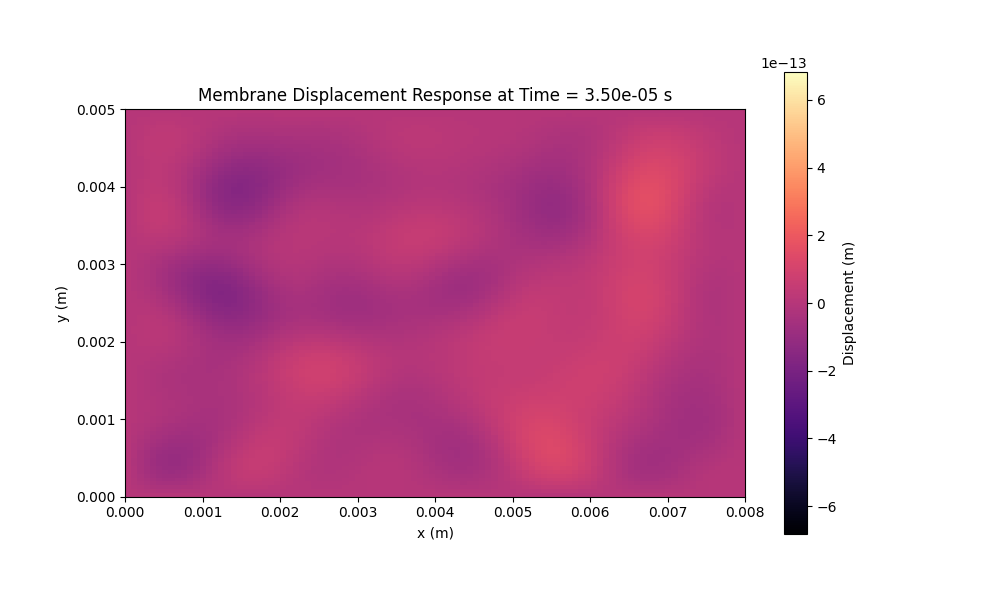 1e−13
Membrane Displacement Response at Time = 3.50e-05 s
0.005
0.004
0.003
0.002
0.001
0.000
y (m)
0.000 0.001 0.002 0.003 0.004 0.005 0.006 0.007 0.008
x (m)
6
4
2
0
−2
−4
−6
Displacement (m)